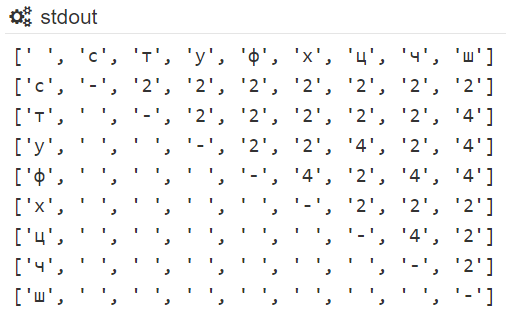 stdout
[' ', 'с', 'т', 'у', 'ф', 'х', 'ц', 'ч', 'ш']
['с', '-', '2', '2', '2', '2', '2', '2', '2']
['т', ' ', '-', '2', '2', '2', '2', '2', '4']
['у', ' ', ' ', '-', '2', '2', '4', '2', '4']
['ф', ' ', ' ', ' ', '-', '4', '2', '4', '4']
['х', ' ', ' ', ' ', ' ', '-', '2', '2', '2']
['ц', ' ', ' ', ' ', ' ', ' ', '-', '4', '2']
['ч', ' ', ' ', ' ', ' ', ' ', ' ', '-', '2']
['ш', ' ', ' ', ' ', ' ', ' ', ' ', ' ', '-']